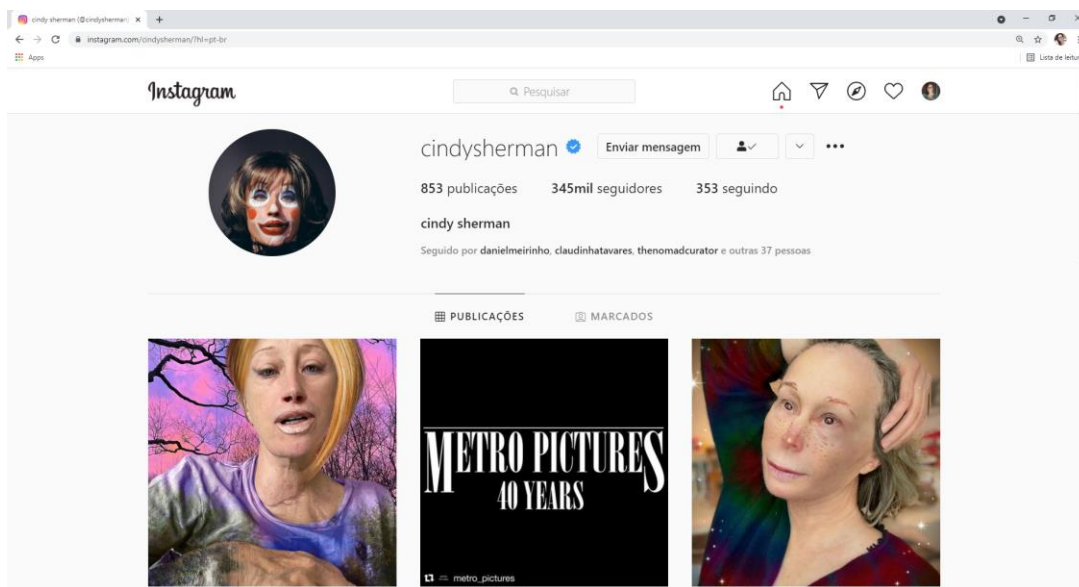 cindy sherman (@cindysherman)
instagram.com/cindysherman/?hl=pt-br
Apps
Lista de leitur
Instagram
Pesquisar
cindysherman
Enviar mensagem
853 publicações 345mil seguidores 353 seguindo
cindy sherman
Seguido por danielmeirinho, claudinhatavares, thenomadcurator e outras 37 pessoas
PUBLICAÇÕES MARCADOS
METRO PICTURES
40 YEARS
metro_pictures